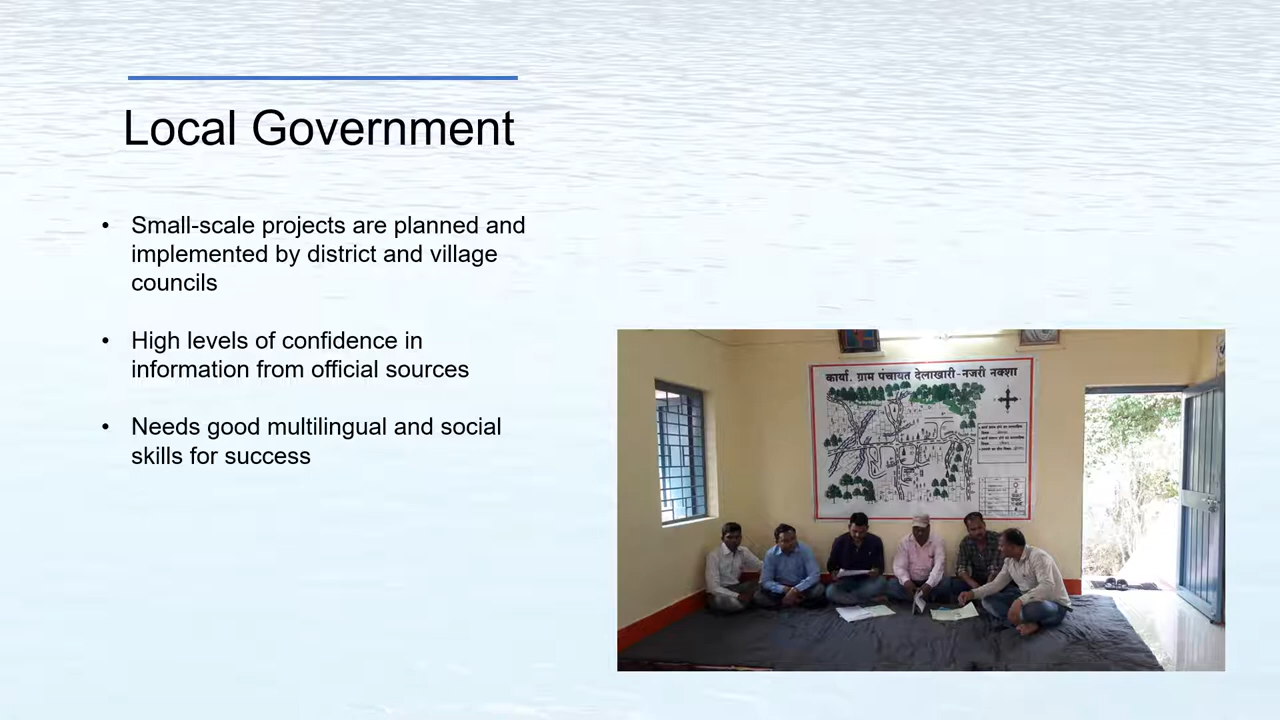 Local Government
• Small-scale projects are planned and
implemented by district and village
councils
• High levels of confidence in
information from official sources
• Needs good multilingual and social
skills for success
कार्या. ग्राम पंचायत देलाखारी-नजरी नक्शा